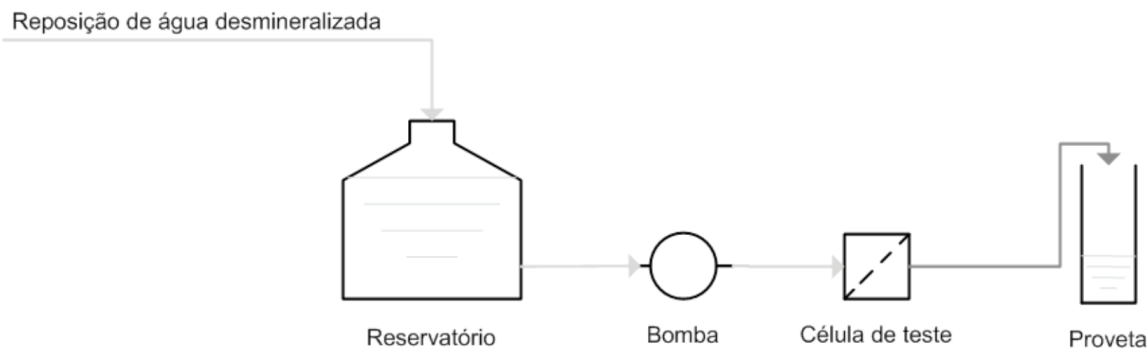 Reposição de água desmineralizada
Reservatório
Bomba
Célula de teste
Proveta